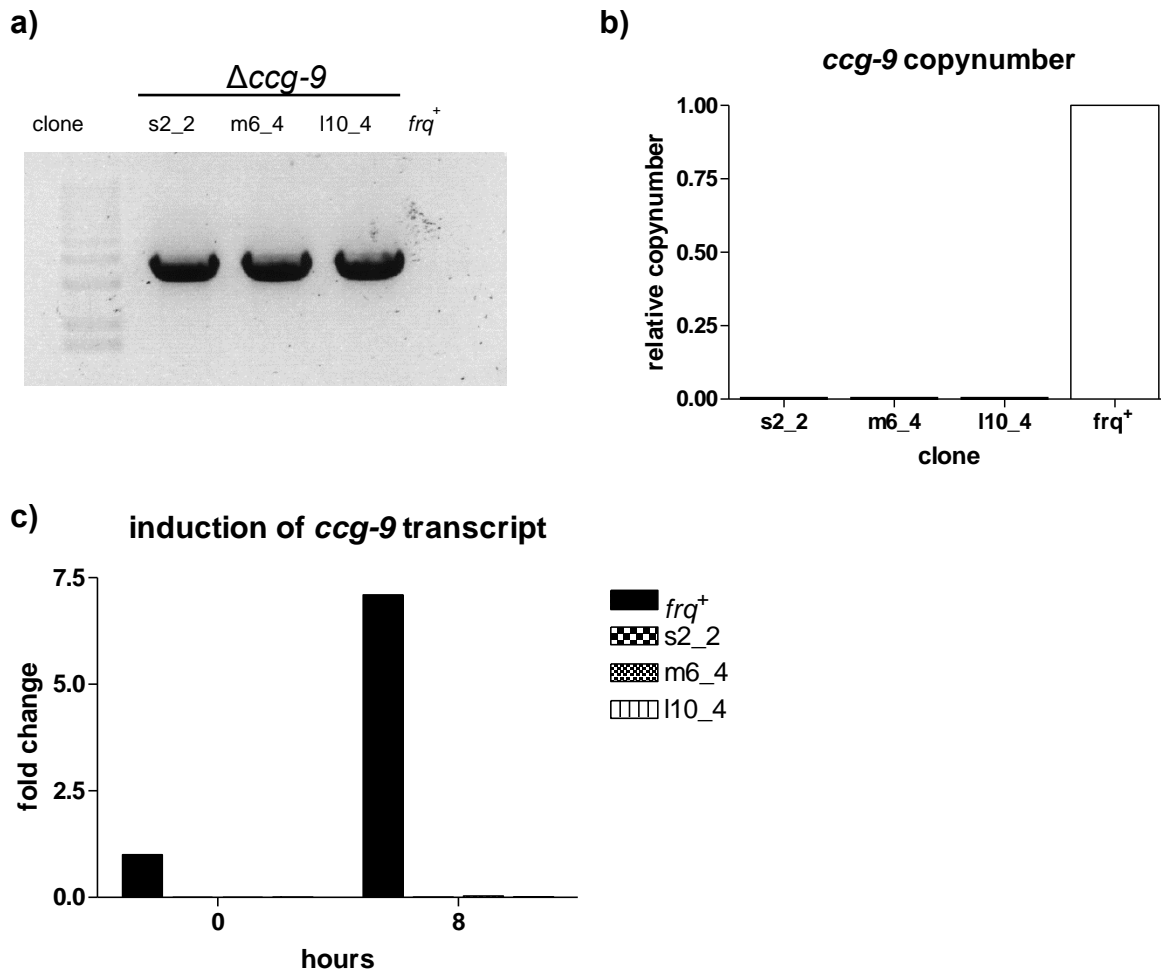 a)
Δccg-9
clone s2_2 m6_4 l10_4 frq+
b)
ccg-9 copynumber
relative copynumber
1.00
0.75
0.50
0.25
0.00
s2_2 m6_4 l10_4 frq+
clone
c)
induction of ccg-9 transcript
fold change
7.5
5.0
2.5
0.0
0 8
hours
frq+
s2_2
m6_4
l10_4